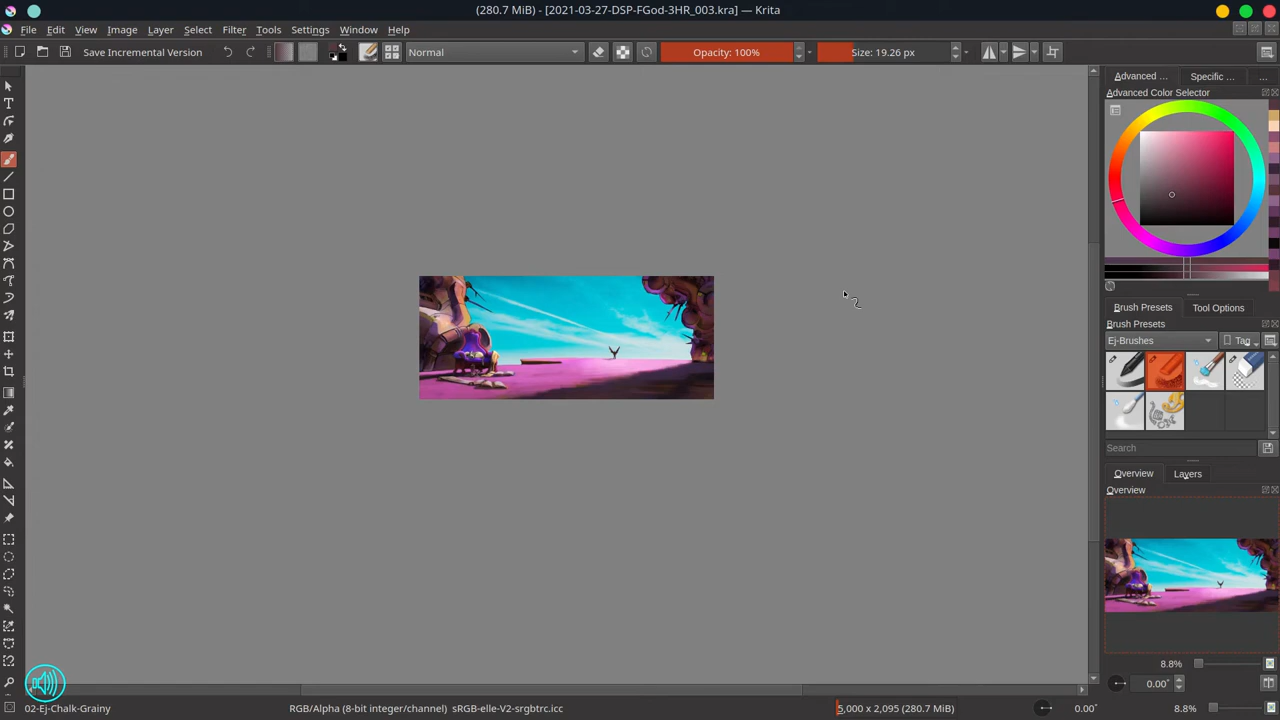 (280.7 MiB) - [2021-03-27-DSP-FGod-3HR_003.kra] — Krita
File Edit View Image Layer Select Filter Tools Settings Window Help
Save Incremental Version Normal Opacity: 100% Size: 19.26 px
Advanced ... Specific ... ...
Advanced Color Selector
Brush Presets Tool Options
Brush Presets
Ej-Brushes Tag
Search
Overview Layers
Overview
8.8%
0.00°
02-Ej-Chalk-Grainy RGB/Alpha (8-bit integer/channel) sRGB-elle-V2-srgbtrc.icc 5,000 x 2,095 (280.7 MiB) 0.00° 8.8%